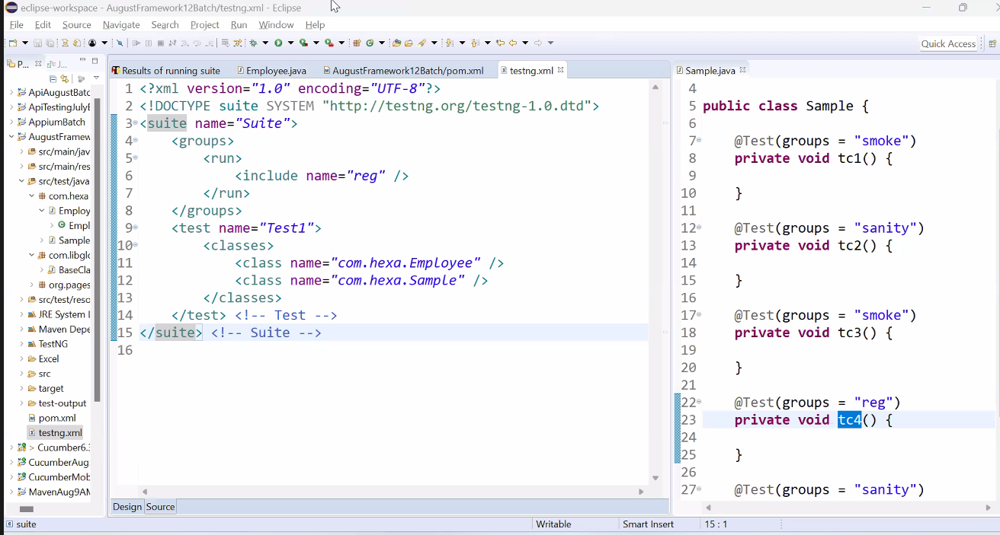 eclipse-workspace - AugustFramework12Batch/testng.xml - Eclipse
File Edit Source Navigate Search Project Run Window Help
Quick Access
P... J...
ApiAugustBatc
ApiTestingJulyE
AppiumBatch
AugustFramew
src/main/jav
src/main/res
src/test/java
com.hexa
Employ
Empl
Sample
com.libglo
BaseCla
org.pages
src/test/reso
JRE System l
Maven Depe
TestNG
Excel
src
target
test-output
pom.xml
testng.xml
> Cucumber6.
CucumberAug
CucumberMob
MavenAug9AM
Results of running suite Employee.java AugustFramework12Batch/pom.xml testng.xml
1 <?xml version="1.0" encoding="UTF-8"?>
2 <!DOCTYPE suite SYSTEM "http://testng.org/testng-1.0.dtd">
3 <suite name="Suite">
4 <groups>
5 <run>
6 <include name="reg" />
7 </run>
8 </groups>
9 <test name="Test1">
10 <classes>
11 <class name="com.hexa.Employee" />
12 <class name="com.hexa.Sample" />
13 </classes>
14 </test> <!-- Test -->
15 </suite> <!-- Suite -->
16
Design Source
Sample.java
4
5 public class Sample {
6
7 @Test(groups = "smoke")
8 private void tc1() {
9
10 }
11
12 @Test(groups = "sanity")
13 private void tc2() {
14
15 }
16
17 @Test(groups = "smoke")
18 private void tc3() {
19
20 }
21
22 @Test(groups = "reg")
23 private void tc4() {
24
25 }
26
27 @Test(groups = "sanity")
suite Writable Smart Insert 15 : 1